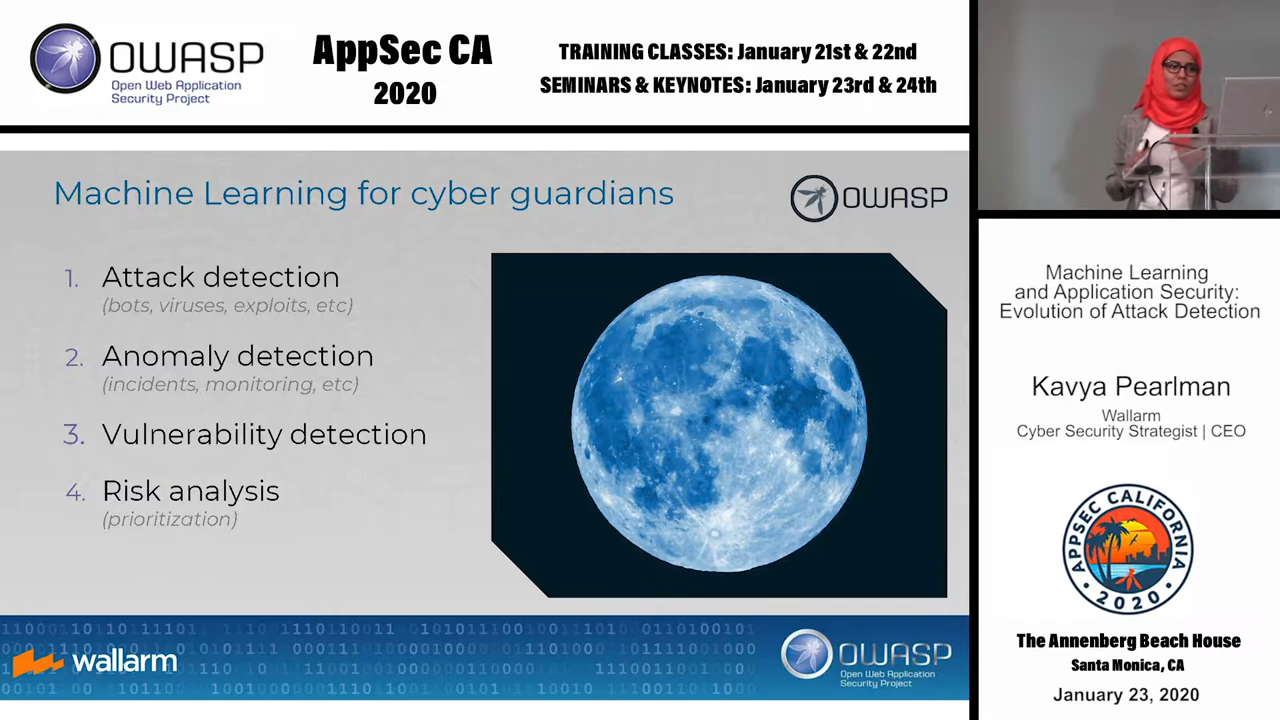 OWASP
Open Web Application
Security Project
AppSec CA
2020
TRAINING CLASSES: January 21st & 22nd
SEMINARS & KEYNOTES: January 23rd & 24th
Machine Learning for cyber guardians
OWASP
1. Attack detection
(bots, viruses, exploits, etc)
2. Anomaly detection
(incidents, monitoring, etc)
3. Vulnerability detection
4. Risk analysis
(prioritization)
wallarm
OWASP
Open Web Application
Security Project
Machine Learning
and Application Security:
Evolution of Attack Detection
Kavya Pearlman
Wallarm
Cyber Security Strategist | CEO
APPSEC CALIFORNIA
• 2020 •
The Annenberg Beach House
Santa Monica, CA
January 23, 2020